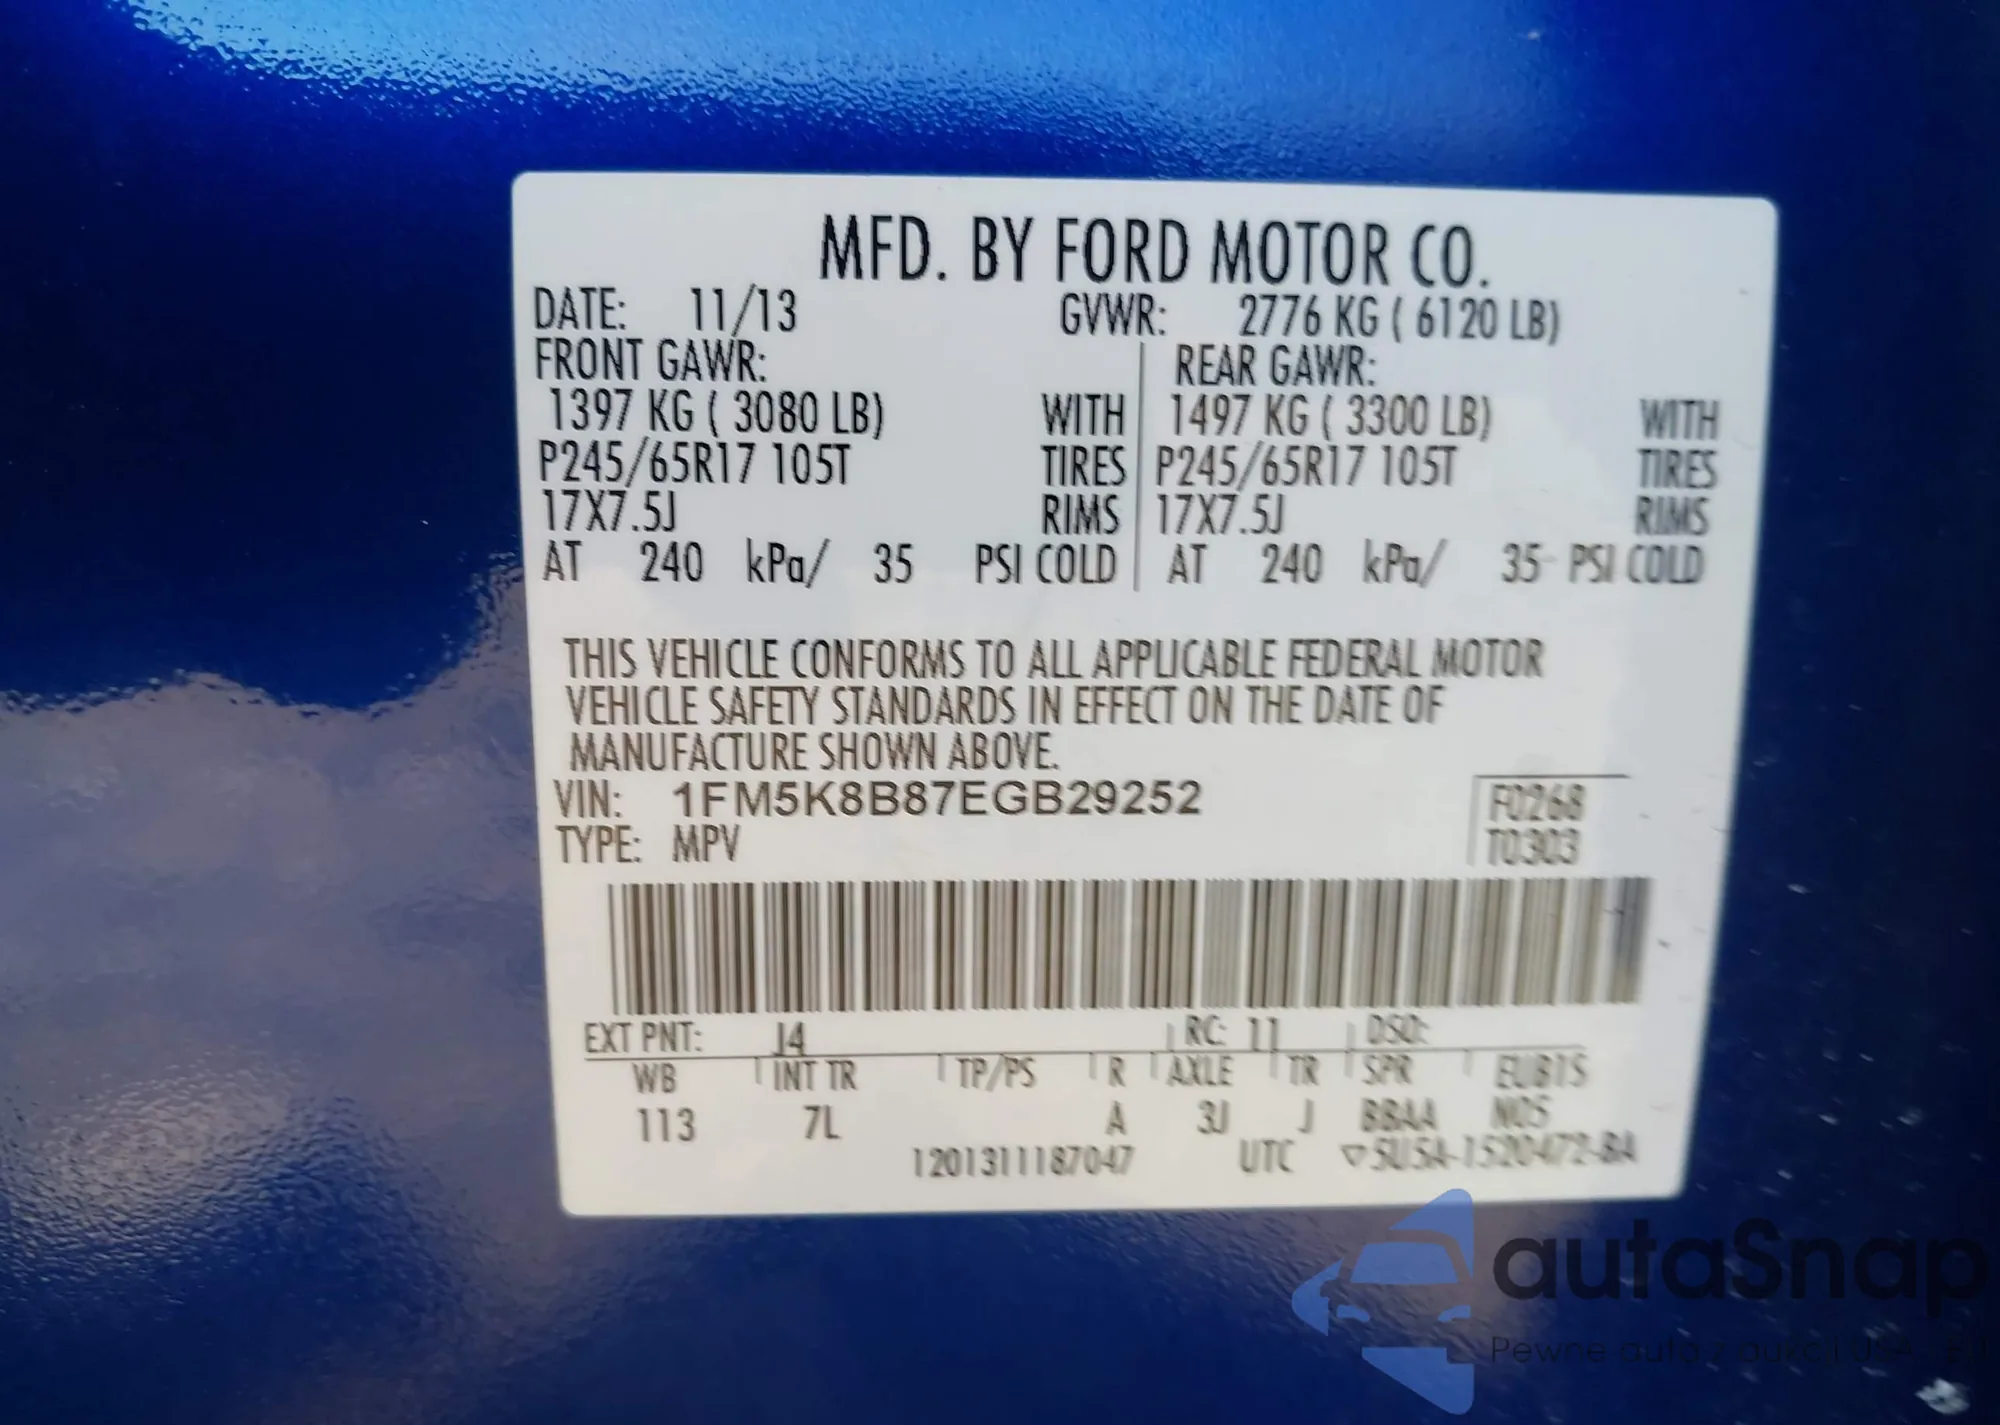 MFD. BY FORD MOTOR CO.
DATE: 11/13 GVWR: 2776 KG ( 6120 LB)
FRONT GAWR: REAR GAWR:
1397 KG ( 3080 LB) WITH 1497 KG ( 3300 LB) WITH
P245/65R17 105T TIRES P245/65R17 105T TIRES
17X7.5J RIMS 17X7.5J RIMS
AT 240 kPa/ 35 PSI COLD AT 240 kPa/ 35 PSI COLD
THIS VEHICLE CONFORMS TO ALL APPLICABLE FEDERAL MOTOR
VEHICLE SAFETY STANDARDS IN EFFECT ON THE DATE OF
MANUFACTURE SHOWN ABOVE.
VIN: 1FM5K8B87EGB29252 F0268
TYPE: MPV T0303
EXT PNT: J4 RC: 11 DSO:
WB INT TR TP/PS R AXLE TR SPR
113 7L A 3J J BBAA
1201311187047 UTC ▽5U5A-1520472-BA
autaSnap
Pewne auta z